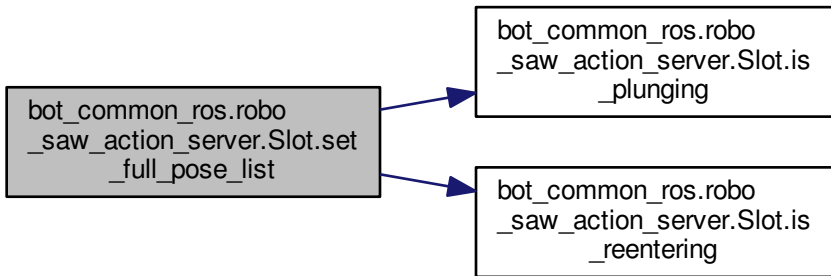 bot_common_ros.robo
_saw_action_server.Slot.set
_full_pose_list
bot_common_ros.robo
_saw_action_server.Slot.is
_plunging
bot_common_ros.robo
_saw_action_server.Slot.is
_reentering